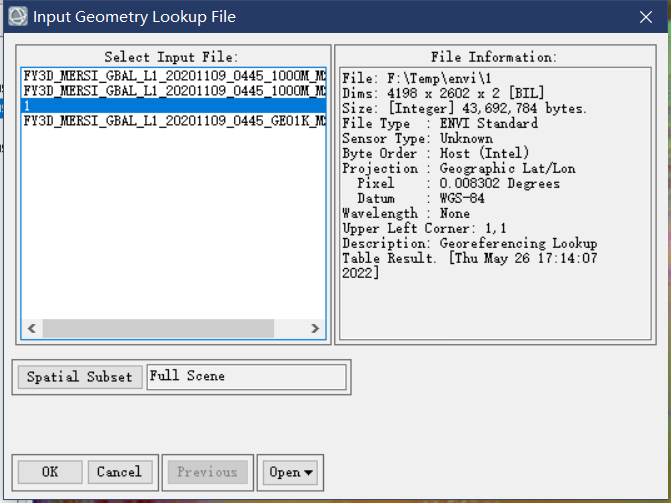 Input Geometry Lookup File
Select Input File:
FY3D_MERSI_GBAL_L1_20201109_0445_1000M_M
FY3D_MERSI_GBAL_L1_20201109_0445_1000M_M
1
FY3D_MERSI_GBAL_L1_20201109_0445_GEO1K_M
File Information:
File: F:\Temp\envi\1
Dims: 4198 x 2602 x 2 [BIL]
Size: [Integer] 43,692,784 bytes.
File Type : ENVI Standard
Sensor Type: Unknown
Byte Order : Host (Intel)
Projection : Geographic Lat/Lon
Pixel : 0.008302 Degrees
Datum : WGS-84
Wavelength : None
Upper Left Corner: 1,1
Description: Georeferencing Lookup
Table Result. [Thu May 26 17:14:07
2022]
Spatial Subset
Full Scene
OK
Cancel
Previous
Open